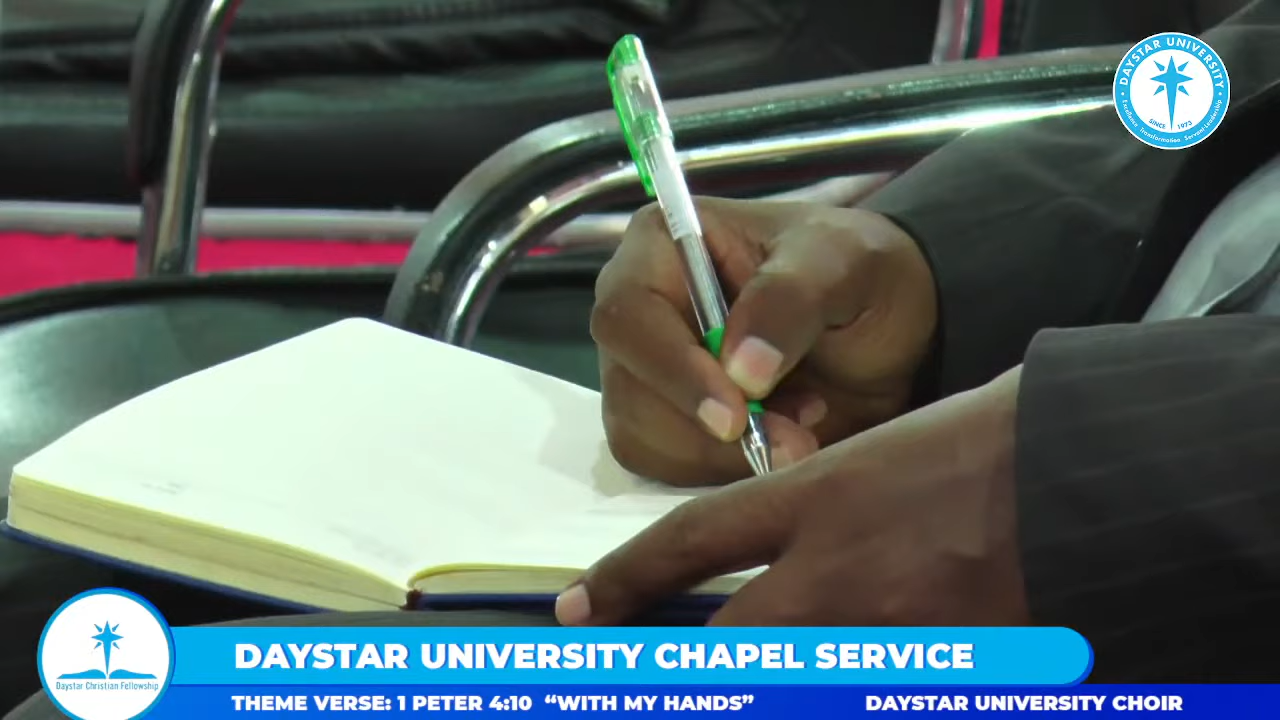 DAYSTAR UNIVERSITY
SINCE 1973
Excellence Transformation Servant Leadership
Daystar Christian Fellowship
DAYSTAR UNIVERSITY CHAPEL SERVICE
THEME VERSE: 1 PETER 4:10 “WITH MY HANDS” DAYSTAR UNIVERSITY CHOIR